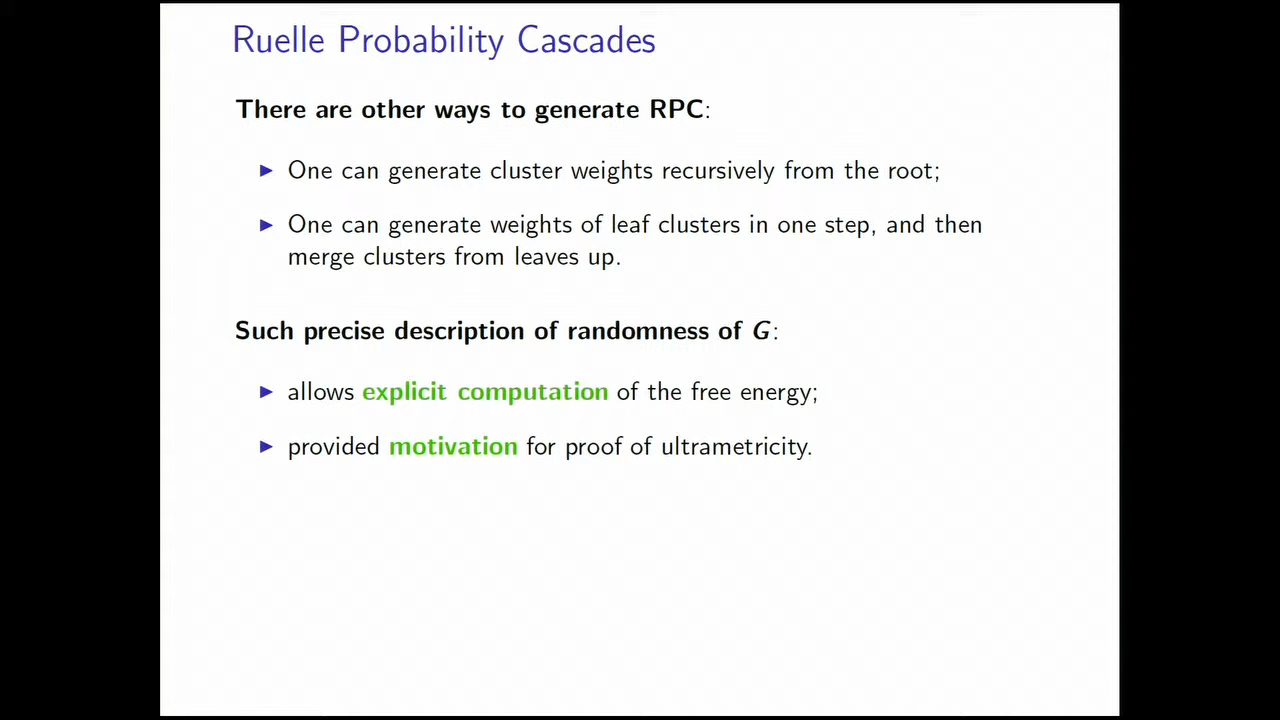 Ruelle Probability Cascades
There are other ways to generate RPC:
▶ One can generate cluster weights recursively from the root;
▶ One can generate weights of leaf clusters in one step, and then
merge clusters from leaves up.
Such precise description of randomness of G:
▶ allows explicit computation of the free energy;
▶ provided motivation for proof of ultrametricity.